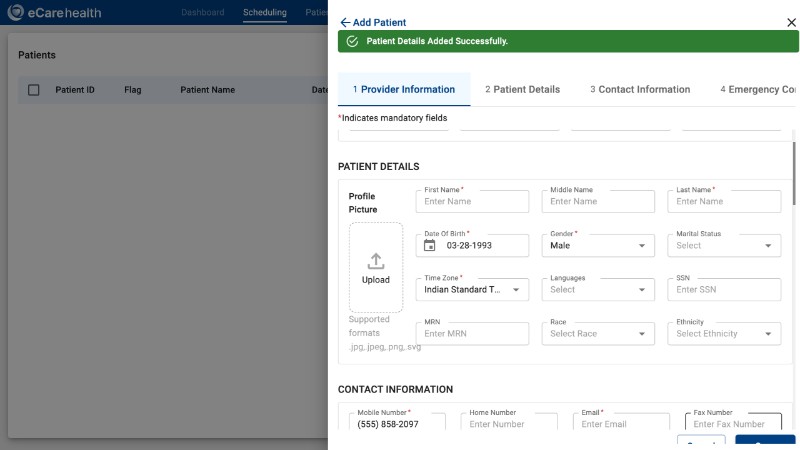 eCarehealth Dashboard Scheduling
Patients
Patient ID Flag Patient Name
Add Patient
Patient Details Added Successfully.
1 Provider Information 2 Patient Details 3 Contact Information
*Indicates mandatory fields
PATIENT DETAILS
Profile Picture
First Name *
Enter Name
Middle Name
Enter Name
Last Name *
Enter Name
Date Of Birth *
03-28-1993
Gender *
Male
Marital Status
Select
Upload
Time Zone *
Indian Standard T...
Languages
Select
SSN
Enter SSN
Supported formats
.jpg,.jpeg,.png,.svg
MRN
Enter MRN
Race
Select Race
Ethnicity
Select Ethnicity
CONTACT INFORMATION
Mobile Number *
(555) 858-2097
Home Number
Enter Number
Email *
Enter Email
Fax Number
Enter Fax Number